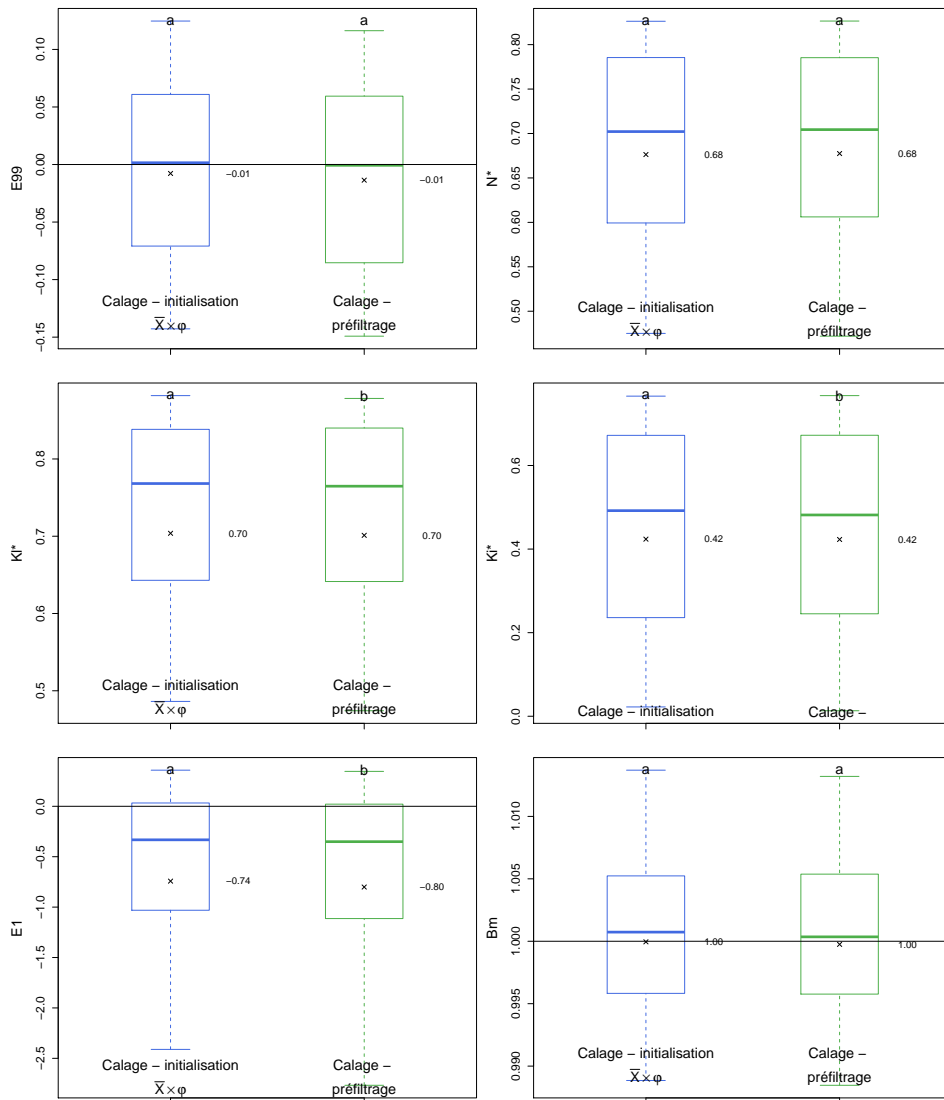 a a
E99
−0.15 −0.10 −0.05 0.00 0.05 0.10
−0.01 −0.01
Calage − initialisation Calage −
X̅×φ préfiltrage
a a
N*
0.50 0.55 0.60 0.65 0.70 0.75 0.80
0.68 0.68
Calage − initialisation Calage −
X̅×φ préfiltrage
a b
KI*
0.5 0.6 0.7 0.8
0.70 0.70
Calage − initialisation Calage −
X̅×φ préfiltrage
a b
Ki*
0.0 0.2 0.4 0.6
0.42 0.42
Calage − initialisation Calage −
a b
E1
−2.5 −2.0 −1.5 −1.0 −0.5 0.0
−0.74 −0.80
Calage − initialisation Calage −
X̅×φ préfiltrage
a a
Bm
0.990 0.995 1.000 1.005 1.010
1.00 1.00
Calage − initialisation Calage −
X̅×φ préfiltrage